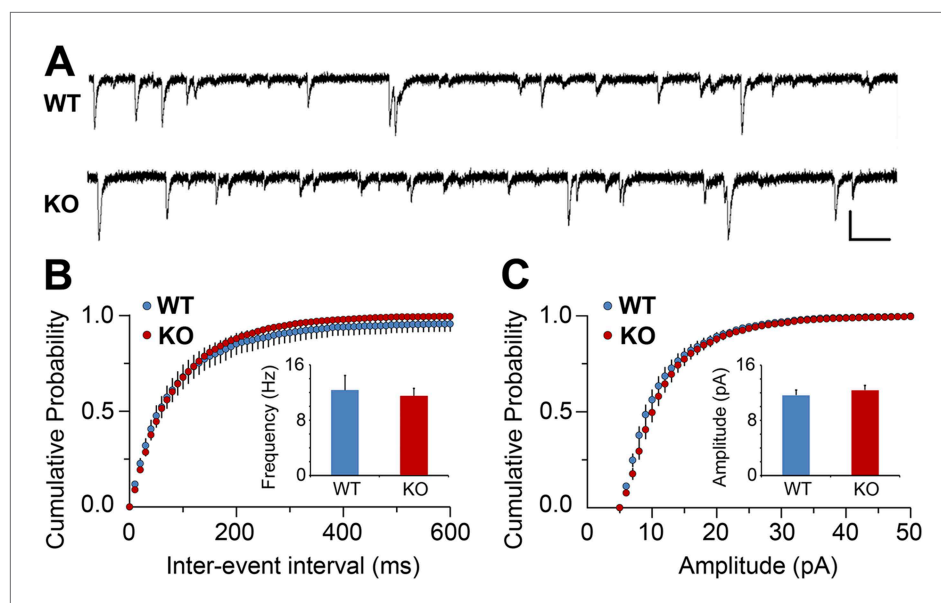 A
WT
KO
B
WT
KO
Cumulative Probability
1.0
0.5
0.0
0
200
400
600
Inter-event interval (ms)
Frequency (Hz)
16
8
0
WT
KO
C
WT
KO
Cumulative Probability
1.0
0.5
0.0
0
10
20
30
40
50
Amplitude (pA)
Amplitude (pA)
16
8
0
WT
KO